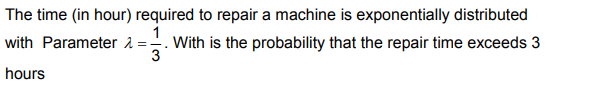 The time (in hour) required to repair a machine is exponentially distributed
with Parameter λ = 1/3. With is the probability that the repair time exceeds 3
hours